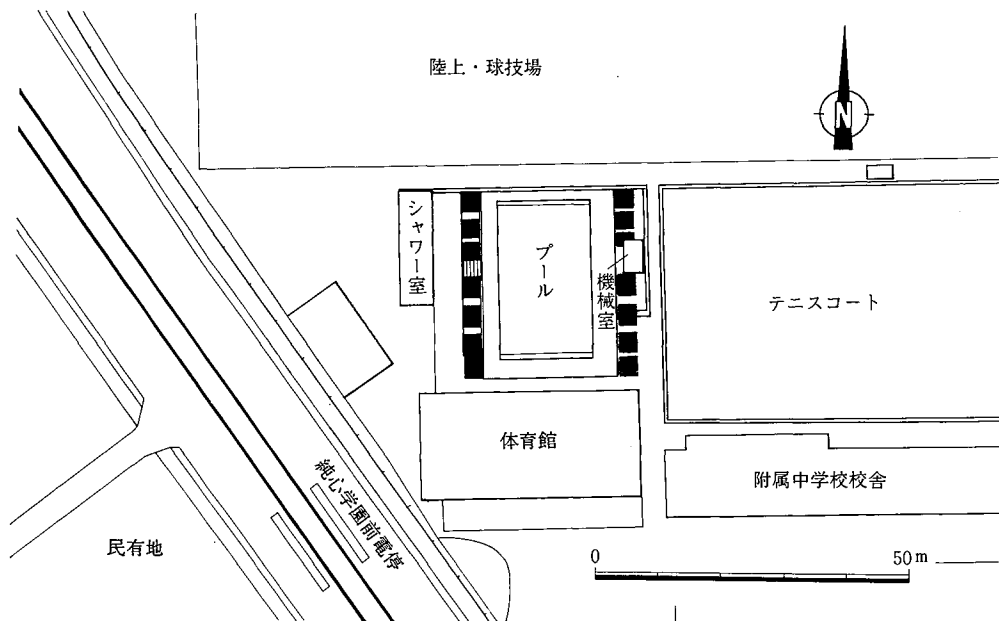 陸上・球技場
N
シャワー室
プール
機械室
テニスコート
体育館
附属中学校校舎
純心学園前電停
民有地
0
50m